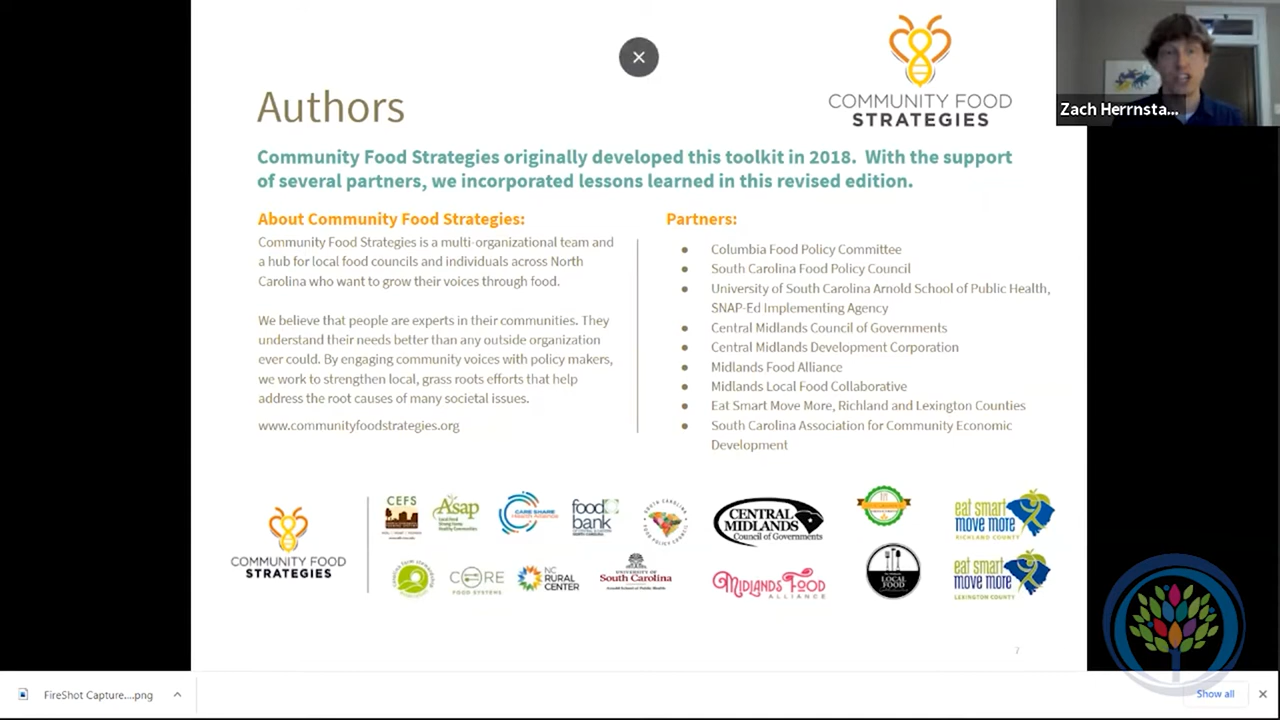 COMMUNITY FOOD
STRATEGIES
Zach Herrnsta...
Authors
Community Food Strategies originally developed this toolkit in 2018. With the support
of several partners, we incorporated lessons learned in this revised edition.
About Community Food Strategies:
Community Food Strategies is a multi-organizational team and
a hub for local food councils and individuals across North
Carolina who want to grow their voices through food.
We believe that people are experts in their communities. They
understand their needs better than any outside organization
ever could. By engaging community voices with policy makers,
we work to strengthen local, grass roots efforts that help
address the root causes of many societal issues.
www.communityfoodstrategies.org
Partners:
● Columbia Food Policy Committee
● South Carolina Food Policy Council
● University of South Carolina Arnold School of Public Health,
SNAP-Ed Implementing Agency
● Central Midlands Council of Governments
● Central Midlands Development Corporation
● Midlands Food Alliance
● Midlands Local Food Collaborative
● Eat Smart Move More, Richland and Lexington Counties
● South Carolina Association for Community Economic
Development
COMMUNITY FOOD
STRATEGIES
CEFS
Asap
CARE SHARE
Health Alliance
food
bank
CENTRAL
MIDLANDS
Council of Governments
eat smart
move more
RICHLAND COUNTY
CORE
FOOD SYSTEMS
NC
RURAL
CENTER
UNIVERSITY OF
South Carolina
MIDLANDS FOOD
ALLIANCE
LOCAL
FOOD
eat smart
move more
LEXINGTON COUNTY
7
FireShot Capture....png
Show all